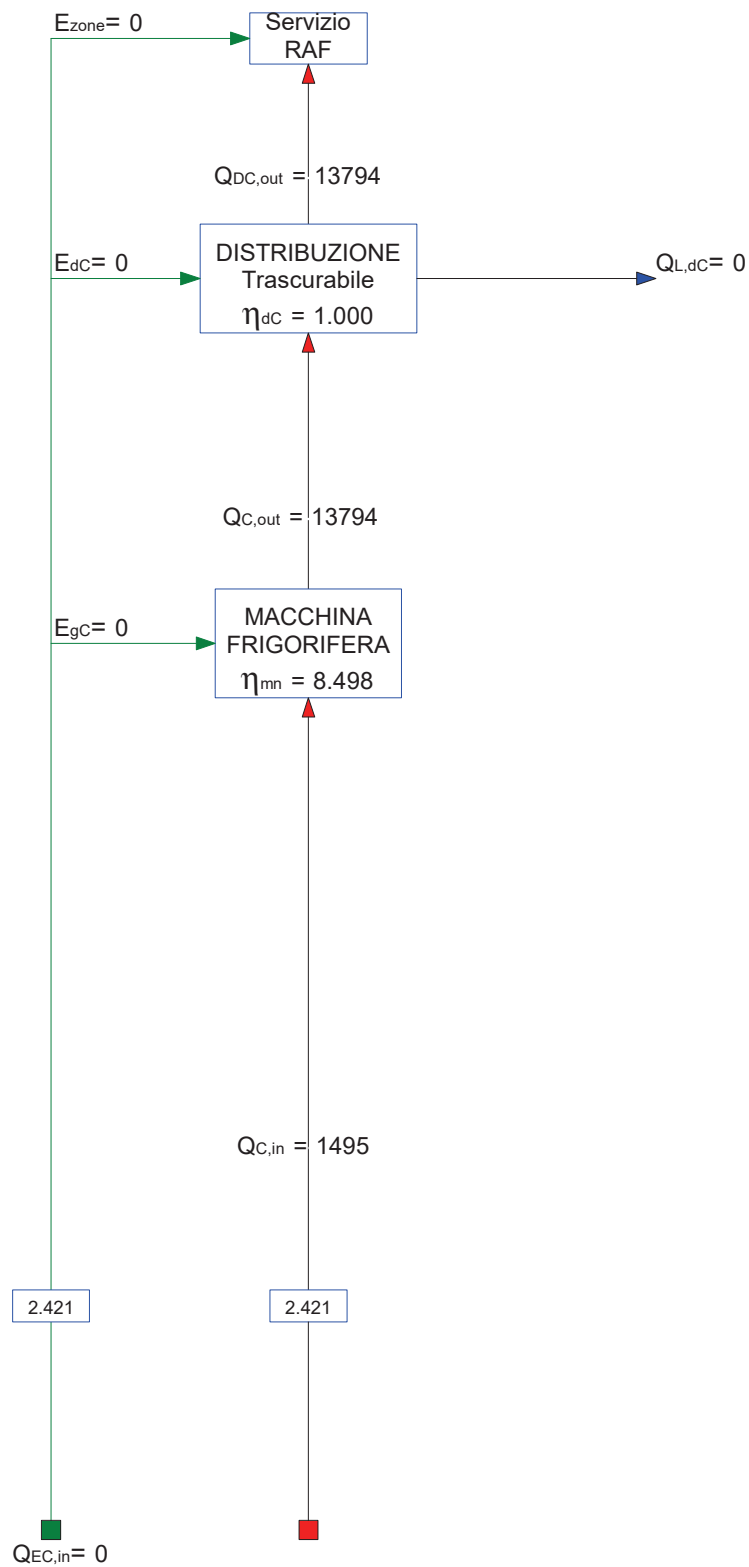 Ezone= 0
Servizio
RAF
QDC,out = 13794
EdC= 0
DISTRIBUZIONE
Trascurabile
ηdC = 1.000
QL,dC= 0
QC,out = 13794
EgC= 0
MACCHINA
FRIGORIFERA
ηmn = 8.498
QC,in = 1495
2.421
2.421
QEC,in= 0